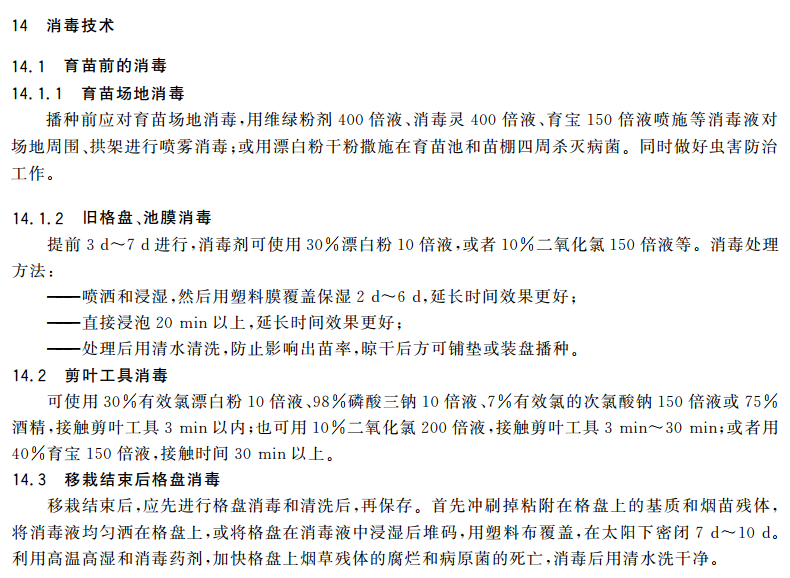 14 消毒技术
14.1 育苗前的消毒
14.1.1 育苗场地消毒
播种前应对育苗场地消毒,用维绿粉剂 400 倍液、消毒灵 400 倍液、育宝 150 倍液喷施等消毒液对
场地周围、拱架进行喷雾消毒;或用漂白粉干粉撒施在育苗池和苗棚四周杀灭病菌。同时做好虫害防治
工作。
14.1.2 旧格盘、池膜消毒
提前 3 d～7 d 进行,消毒剂可使用 30%漂白粉 10 倍液,或者 10%二氧化氯 150 倍液等。消毒处理
方法:
——喷洒和浸湿,然后用塑料膜覆盖保湿 2 d～6 d,延长时间效果更好;
——直接浸泡 20 min 以上,延长时间效果更好;
——处理后用清水清洗,防止影响出苗率,晾干后方可铺垫或装盘播种。
14.2 剪叶工具消毒
可使用 30%有效氯漂白粉 10 倍液、98%磷酸三钠 10 倍液、7%有效氯的次氯酸钠 150 倍液或 75%
酒精,接触剪叶工具 3 min 以内;也可用 10%二氧化氯 200 倍液,接触剪叶工具 3 min～30 min;或者用
40%育宝 150 倍液,接触时间 30 min 以上。
14.3 移栽结束后格盘消毒
移栽结束后,应先进行格盘消毒和清洗后,再保存。首先冲刷掉粘附在格盘上的基质和烟苗残体,
将消毒液均匀洒在格盘上,或将格盘在消毒液中浸湿后堆码,用塑料布覆盖,在太阳下密闭 7 d～10 d。
利用高温高湿和消毒药剂,加快格盘上烟草残体的腐烂和病原菌的死亡,消毒后用清水洗干净。